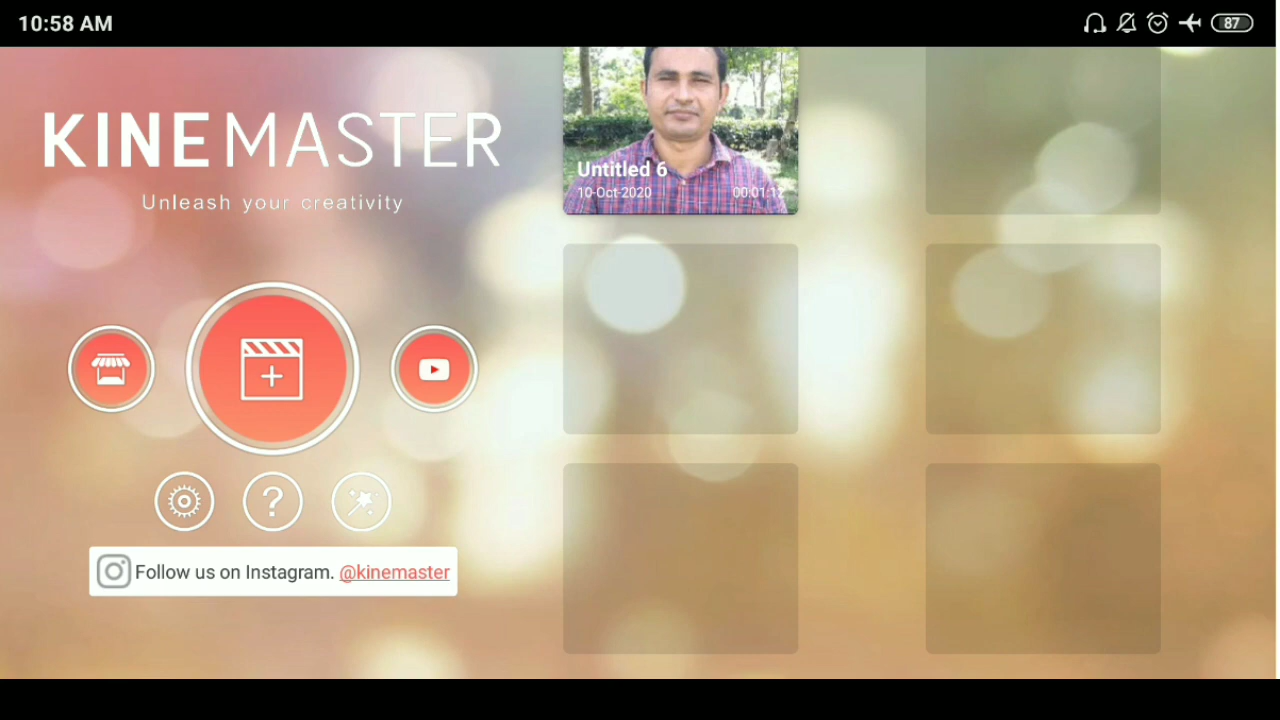 10:58 AM
87
KINEMASTER
Unleash your creativity
Untitled 6
10-Oct-2020 00:01:12
?
Follow us on Instagram. @kinemaster